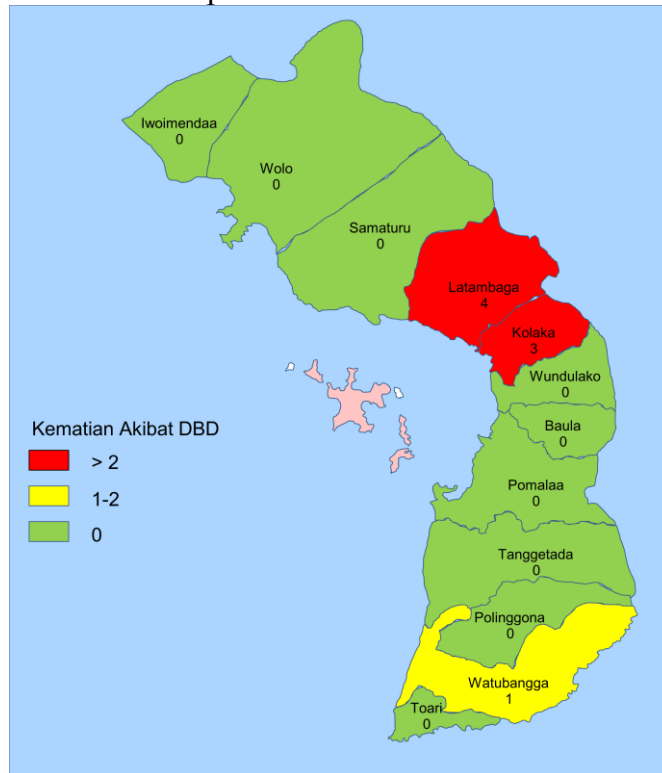 Iwoimendaa
0
Wolo
0
Samaturu
0
Latambaga
4
Kolaka
3
Wundulako
0
Baula
0
Pomalaa
0
Tanggetada
0
Polinggona
0
Watubangga
1
Toari
0
Kematian Akibat DBD
> 2
1-2
0